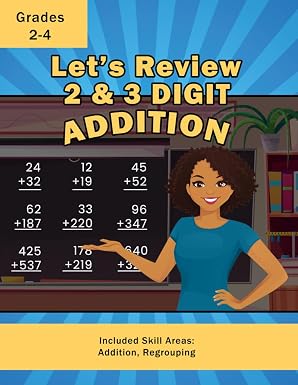 Grades
2-4
Let's Review
2 & 3 DIGIT
ADDITION
24 12 45
+32 +19 +52
62 33 96
+187 +220 +347
425 178
+537 +219
Included Skill Areas:
Addition, Regrouping